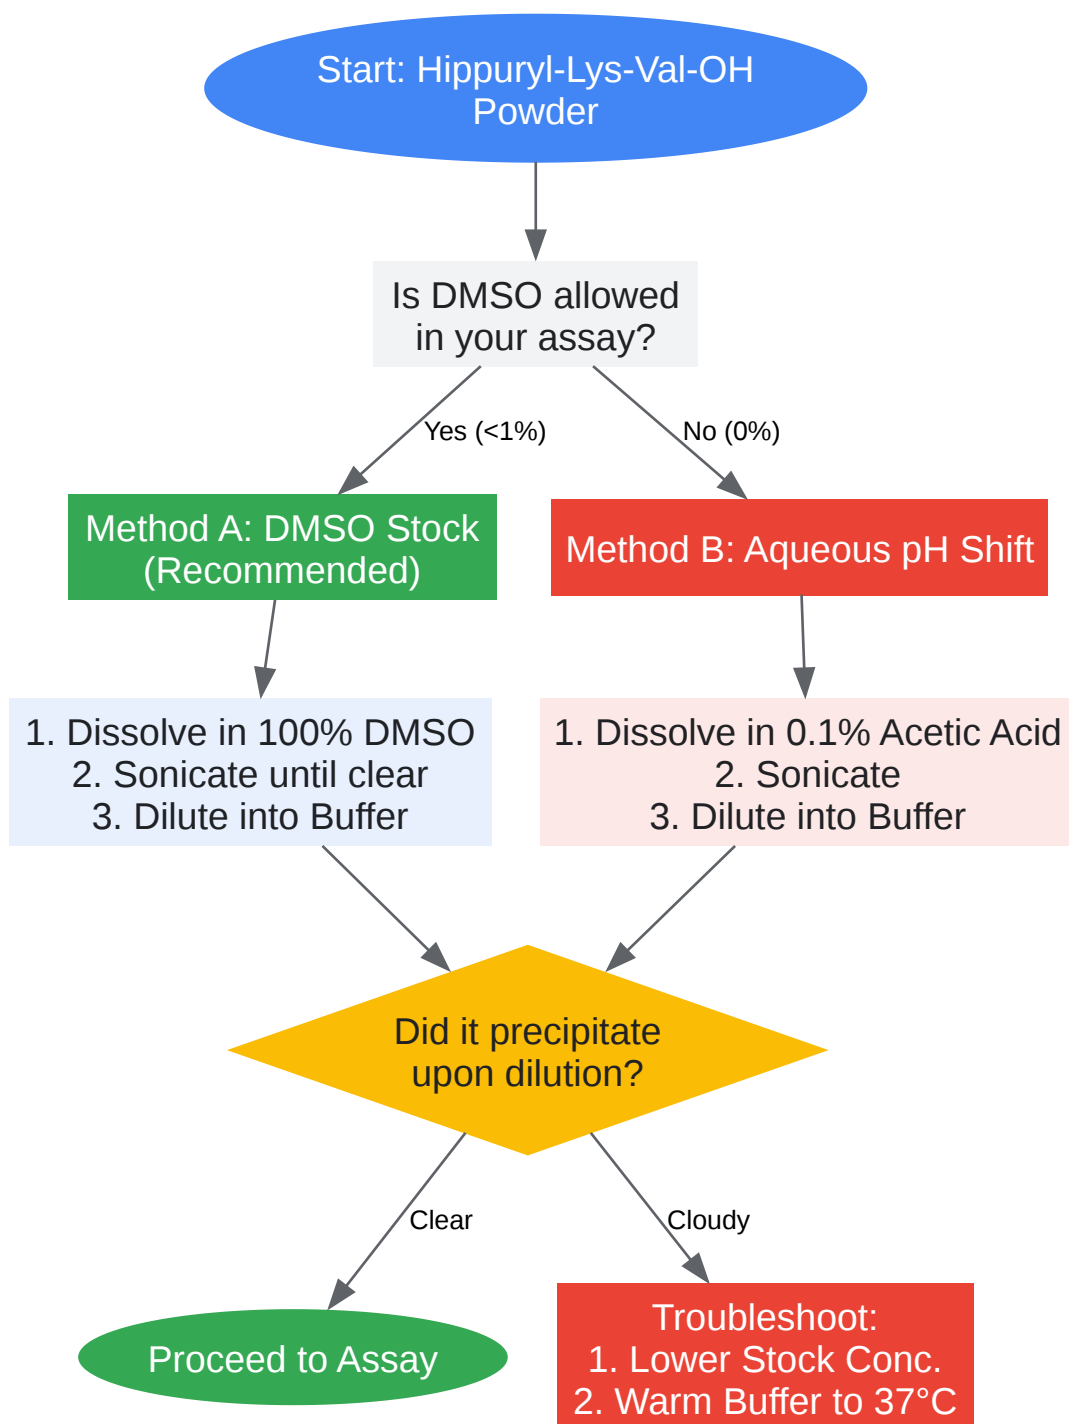 Start: Hippuryl-Lys-Val-OH
Powder
Is DMSO allowed
in your assay?
Yes (<1%)
No (0%)
Method A: DMSO Stock
(Recommended)
Method B: Aqueous pH Shift
1. Dissolve in 100% DMSO
2. Sonicate until clear
3. Dilute into Buffer
1. Dissolve in 0.1% Acetic Acid
2. Sonicate
3. Dilute into Buffer
Did it precipitate
upon dilution?
Clear
Cloudy
Proceed to Assay
Troubleshoot:
1. Lower Stock Conc.
2. Warm Buffer to 37°C